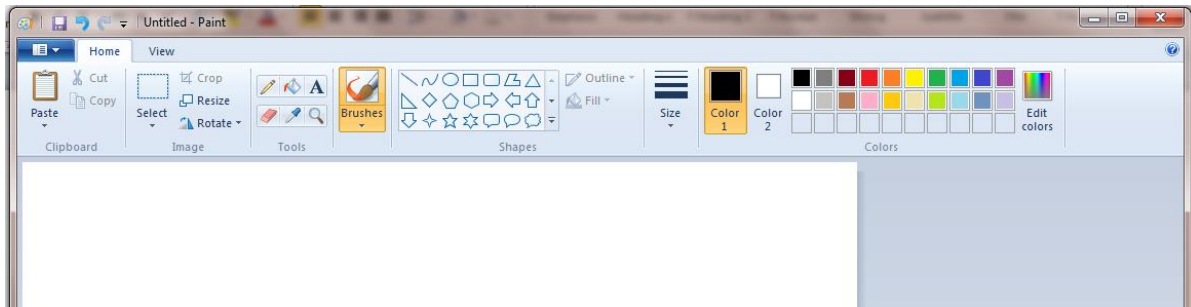 Untitled - Paint
Home View
Cut
Copy
Paste
Clipboard
Select
Crop
Resize
Rotate
Image
A
Tools
Brushes
Outline
Fill
Shapes
Size
Color 1
Color 2
Edit colors
Colors